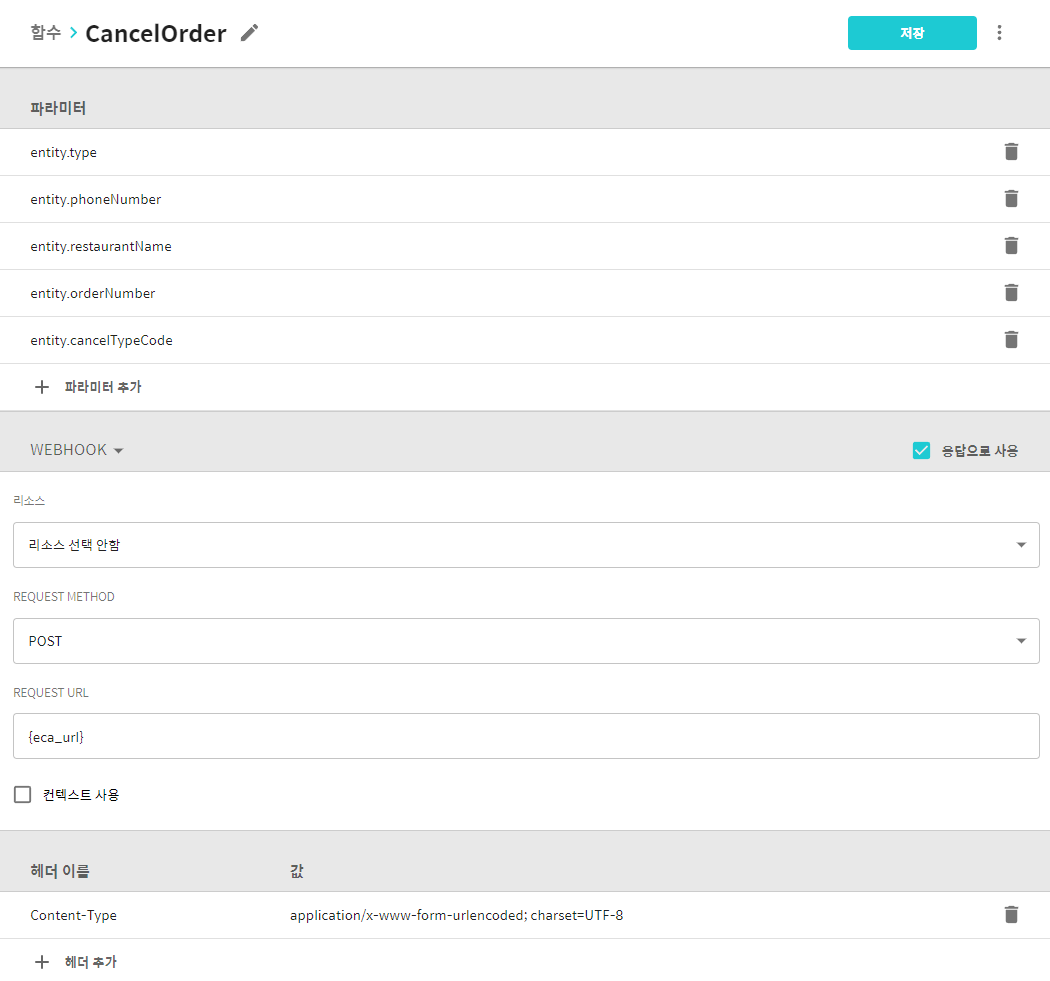 함수 > CancelOrder
저장
파라미터
entity.type
entity.phoneNumber
entity.restaurantName
entity.orderNumber
entity.cancelTypeCode
파라미터 추가
WEBHOOK
응답으로 사용
리소스
리소스 선택 안함
REQUEST METHOD
POST
REQUEST URL
{eca_url}
컨텍스트 사용
헤더 이름 값
Content-Type application/x-www-form-urlencoded; charset=UTF-8
헤더 추가